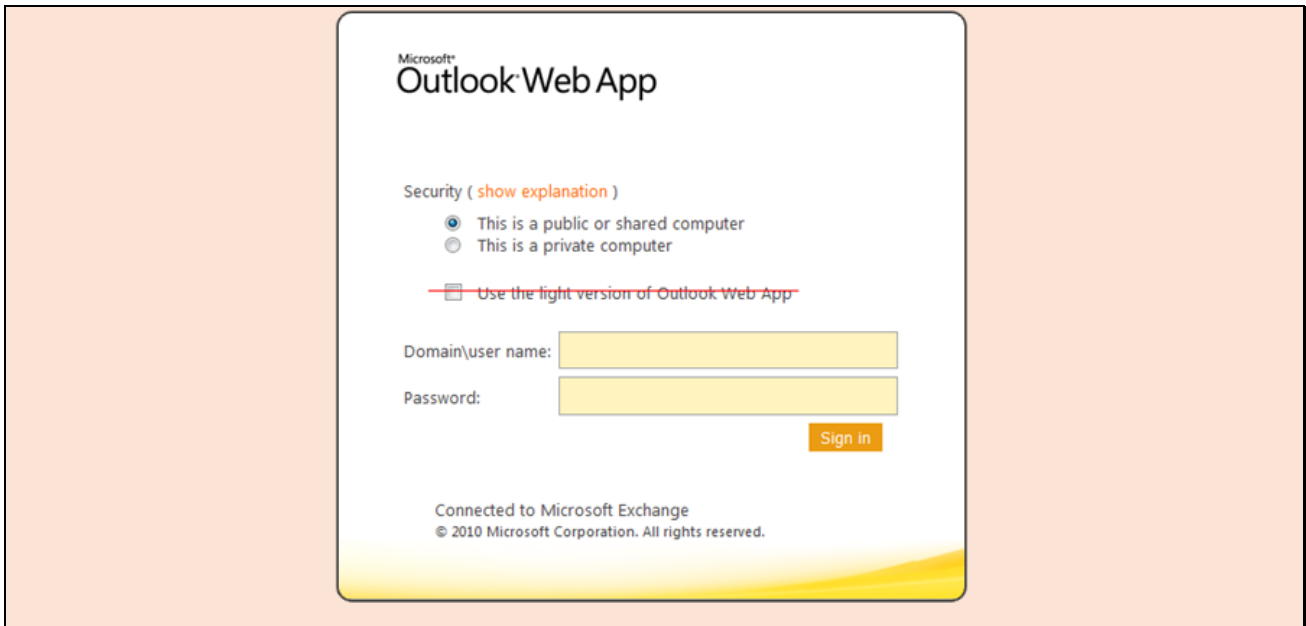 Microsoft®
Outlook® Web App
Security ( show explanation )
This is a public or shared computer
This is a private computer
Use the light version of Outlook Web App
Domain\user name:
Password:
Sign in
Connected to Microsoft Exchange
© 2010 Microsoft Corporation. All rights reserved.